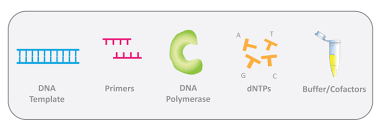 A T
G C
DNA
Template
Primers
DNA
Polymerase
dNTPs
Buffer/Cofactors